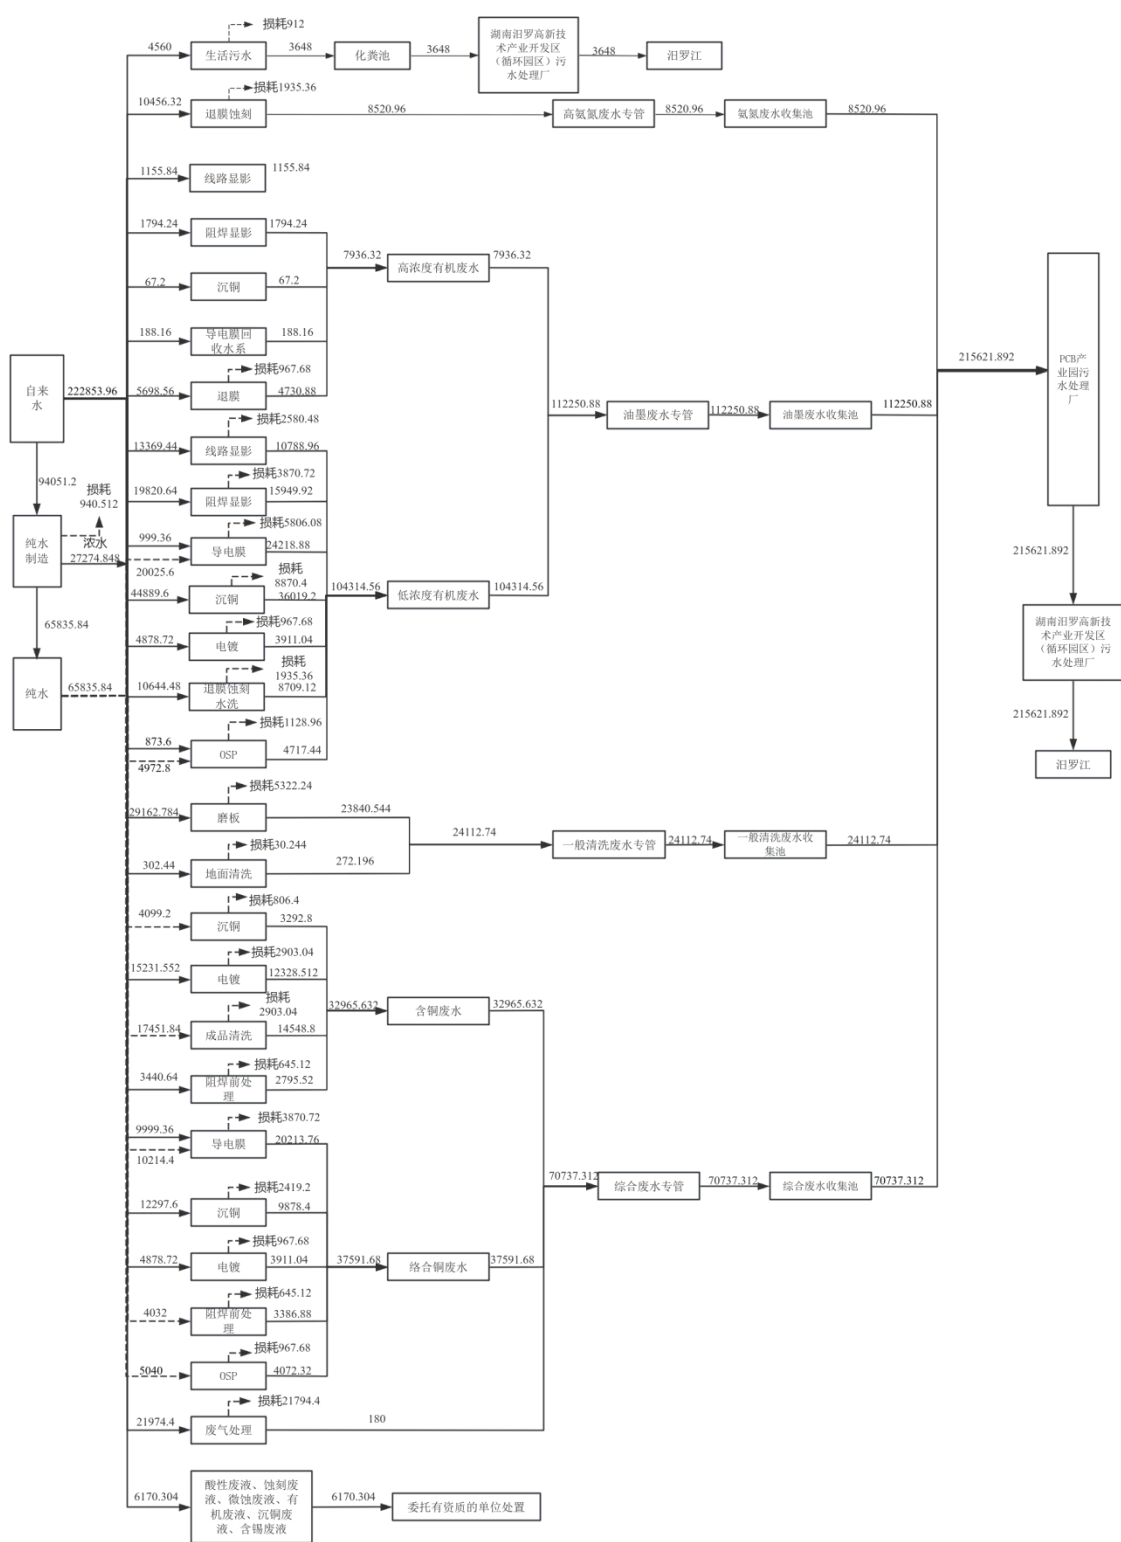 损耗912
4560
生活污水
3648
化粪池
3648
湖南汨罗高新技
术产业开发区
（循环园区）污
水处理厂
3648
汨罗江
损耗1935.36
10456.32
退膜蚀刻
8520.96
高氨氮废水专管
8520.96
氨氮废水收集池
8520.96
1155.84
线路显影
1155.84
1794.24
阻焊显影
1794.24
7936.32
高浓度有机废水
7936.32
67.2
沉铜
67.2
188.16
导电膜回
收水系
188.16
自来
水
222853.96
损耗967.68
5698.56
退膜
4730.88
215621.892
PCB产
业园污
水处理
厂
112250.88
油墨废水专管
112250.88
油墨废水收集池
112250.88
损耗2580.48
13369.44
线路显影
10788.96
94051.2
损耗
940.512
损耗3870.72
19820.64
阻焊显影
15949.92
纯水
制造
浓水
27274.848
损耗5806.08
999.36
导电膜
24218.88
20025.6
损耗
8870.4
44889.6
沉铜
36019.2
104314.56
低浓度有机废水
104314.56
215621.892
湖南汨罗高新技
术产业开发区
（循环园区）污
水处理厂
65835.84
损耗967.68
4878.72
电镀
3911.04
纯水
65835.84
损耗
1935.36
10644.48
退膜蚀刻
水洗
8709.12
215621.892
汨罗江
损耗1128.96
873.6
OSP
4717.44
4972.8
损耗5322.24
29162.784
磨板
23840.544
24112.74
一般清洗废水专管
24112.74
一般清洗废水收
集池
24112.74
损耗30.244
302.44
地面清洗
272.196
损耗806.4
4099.2
沉铜
3292.8
损耗2903.04
15231.552
电镀
12328.512
32965.632
含铜废水
32965.632
损耗
2903.04
17451.84
成品清洗
14548.8
损耗645.12
3440.64
阻焊前处
理
2795.52
损耗3870.72
9999.36
导电膜
20213.76
10214.4
70737.312
综合废水专管
70737.312
综合废水收集池
70737.312
损耗2419.2
12297.6
沉铜
9878.4
损耗967.68
4878.72
电镀
3911.04
37591.68
络合铜废水
37591.68
损耗645.12
4032
阻焊前处
理
3386.88
损耗967.68
5040
OSP
4072.32
损耗21794.4
21974.4
废气处理
180
6170.304
酸性废液、蚀刻废
液、微蚀废液、有
机废液、沉铜废
液、含锡废液
6170.304
委托有资质的单位处置